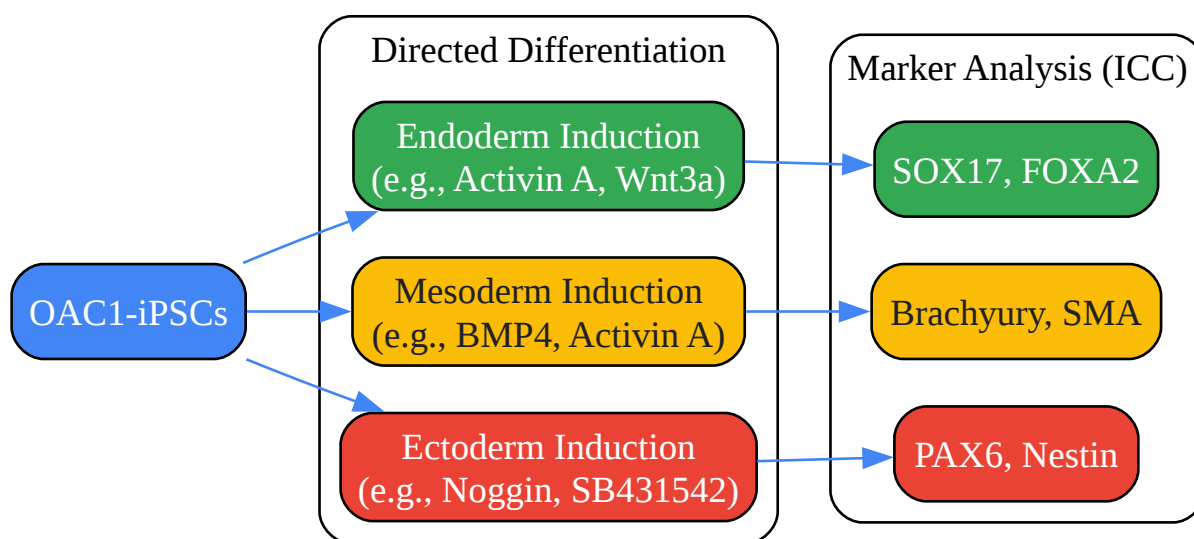 Directed Differentiation
Marker Analysis (ICC)
Endoderm Induction
(e.g., Activin A, Wnt3a)
SOX17, FOXA2
OAC1-iPSCs
Mesoderm Induction
(e.g., BMP4, Activin A)
Brachyury, SMA
Ectoderm Induction
(e.g., Noggin, SB431542)
PAX6, Nestin